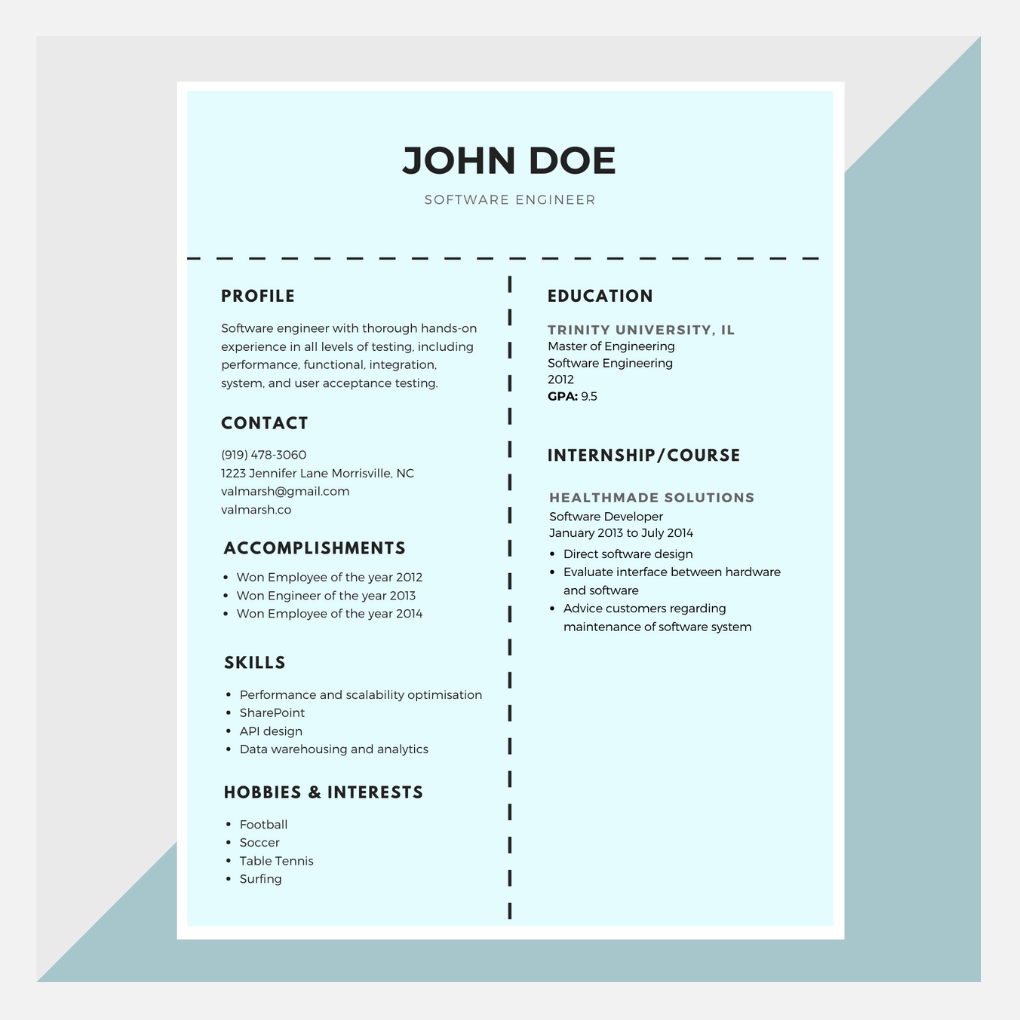 JOHN DOE
SOFTWARE ENGINEER
PROFILE
Software engineer with thorough hands-on
experience in all levels of testing, including
performance, functional, integration,
system, and user acceptance testing.
CONTACT
(919) 478-3060
1223 Jennifer Lane Morrisville, NC
valmarsh@gmail.com
valmarsh.co
ACCOMPLISHMENTS
• Won Employee of the year 2012
• Won Engineer of the year 2013
• Won Employee of the year 2014
SKILLS
• Performance and scalability optimisation
• SharePoint
• API design
• Data warehousing and analytics
HOBBIES & INTERESTS
• Football
• Soccer
• Table Tennis
• Surfing
EDUCATION
TRINITY UNIVERSITY, IL
Master of Engineering
Software Engineering
2012
GPA: 9.5
INTERNSHIP/COURSE
HEALTHMADE SOLUTIONS
Software Developer
January 2013 to July 2014
• Direct software design
• Evaluate interface between hardware
and software
• Advice customers regarding
maintenance of software system